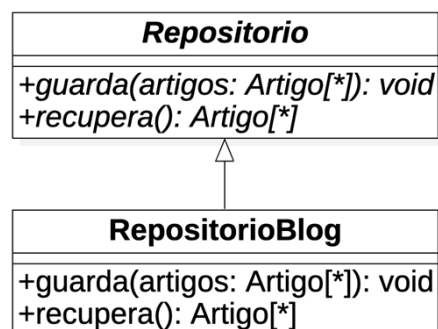 Repositorio
+guarda(artigos: Artigo[*]): void
+recupera(): Artigo[*]
RepositorioBlog
+guarda(artigos: Artigo[*]): void
+recupera(): Artigo[*]